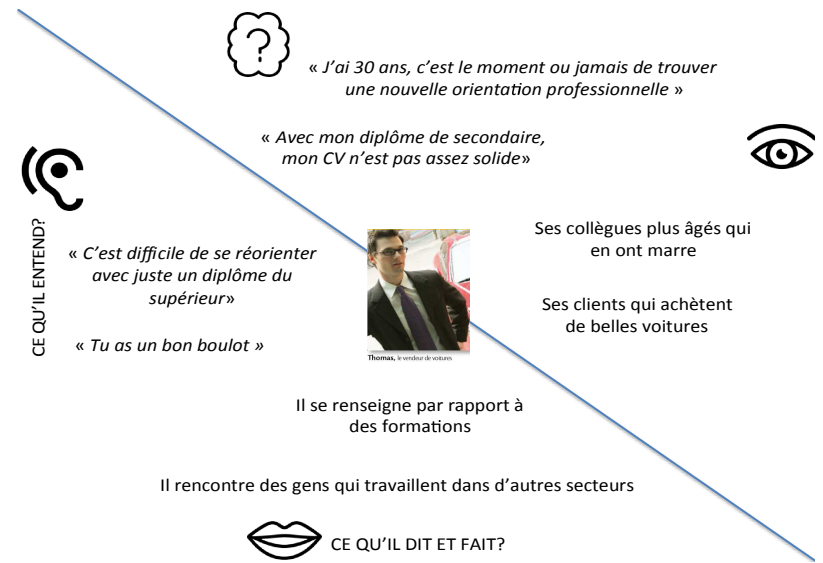 « J'ai 30 ans, c'est le moment ou jamais de trouver
une nouvelle orientation professionnelle »
« Avec mon diplôme de secondaire,
mon CV n'est pas assez solide»
CE QU'IL ENTEND?
« C'est difficile de se réorienter
avec juste un diplôme du
supérieur»
« Tu as un bon boulot »
Ses collègues plus âgés qui
en ont marre
Ses clients qui achètent
de belles voitures
Thomas, le vendeur de voitures
Il se renseigne par rapport à
des formations
Il rencontre des gens qui travaillent dans d'autres secteurs
CE QU'IL DIT ET FAIT?